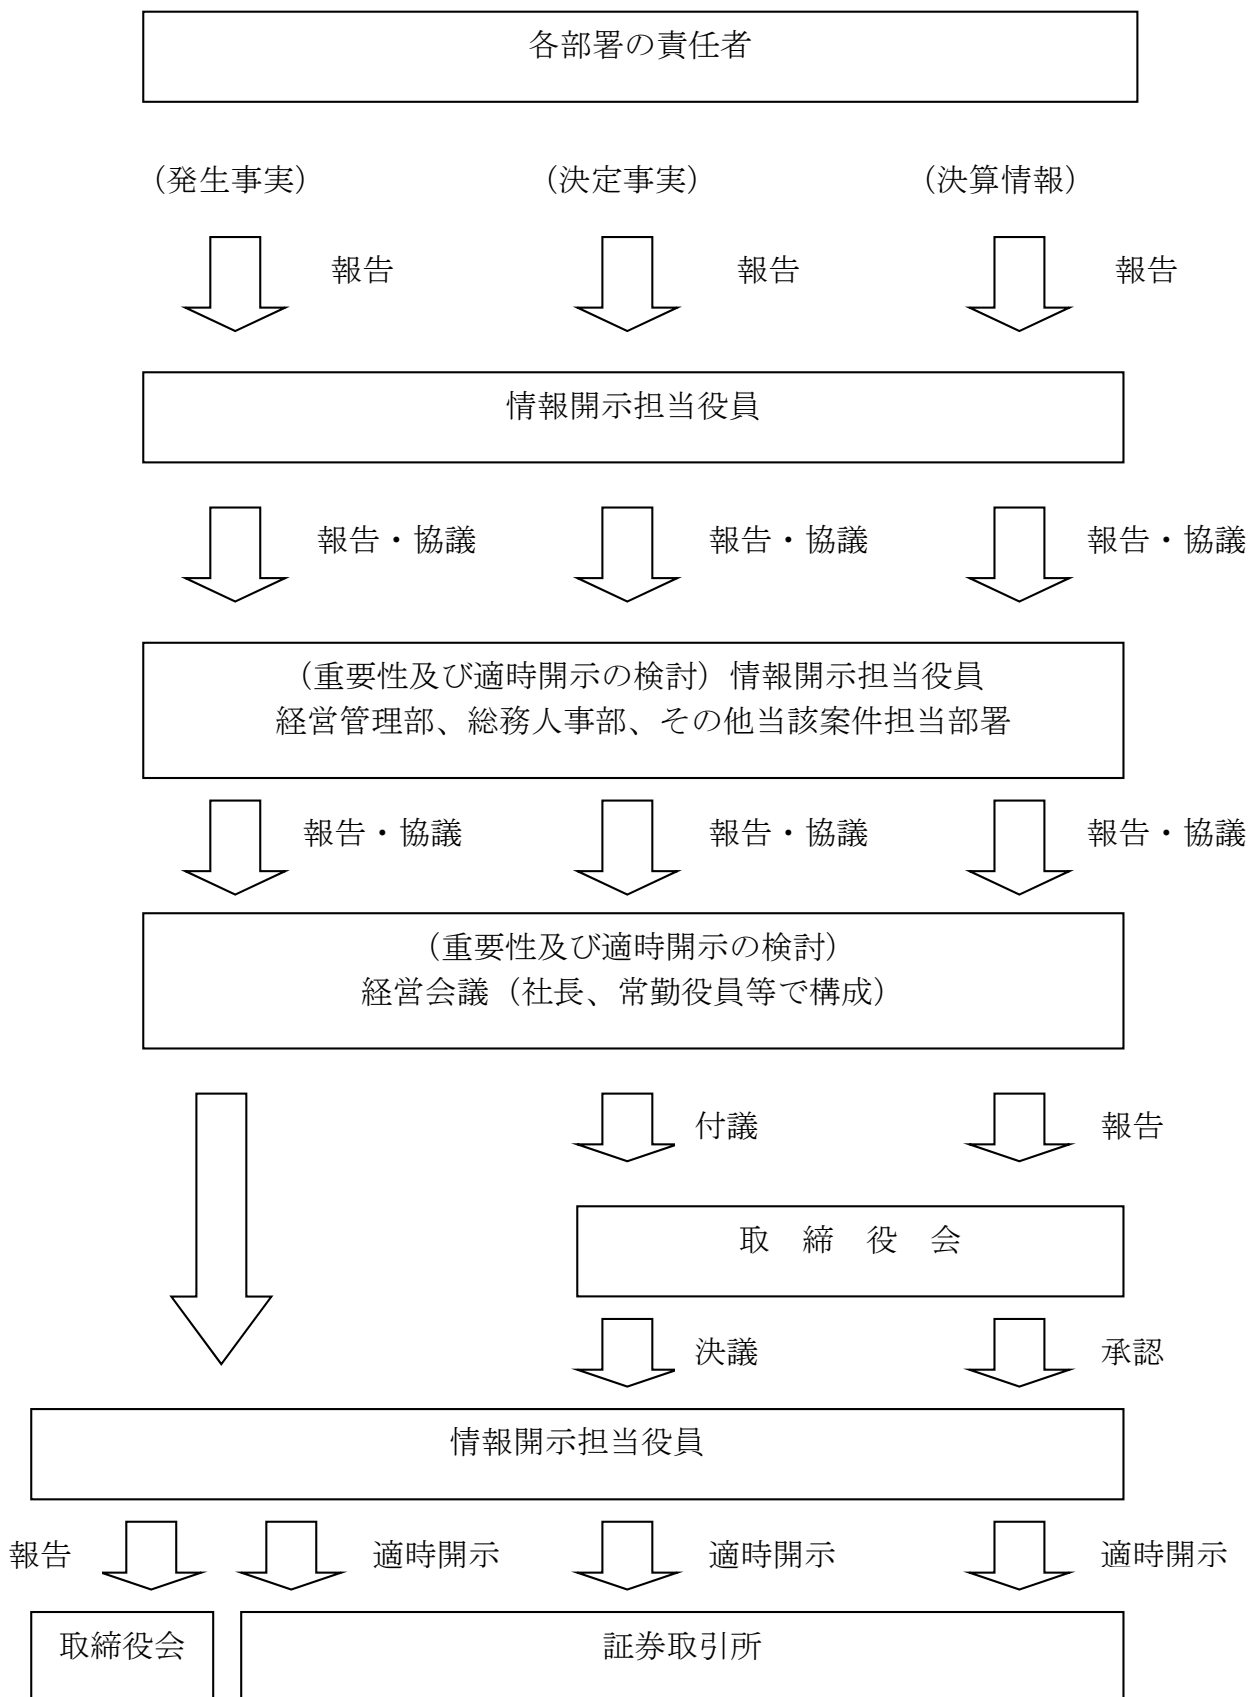 各部署の責任者
（発生事実）
（決定事実）
（決算情報）
報告
報告
報告
情報開示担当役員
報告・協議
報告・協議
報告・協議
（重要性及び適時開示の検討）情報開示担当役員
経営管理部、総務人事部、その他当該案件担当部署
報告・協議
報告・協議
報告・協議
（重要性及び適時開示の検討）
経営会議（社長、常勤役員等で構成）
付議
報告
取　締　役　会
決議
承認
情報開示担当役員
報告
適時開示
適時開示
適時開示
取締役会
証券取引所